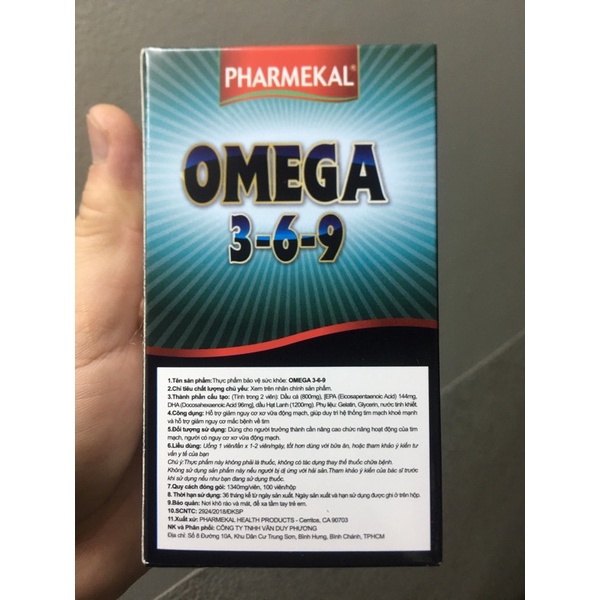 PHARMEKAL®
OMEGA
3-6-9
1.Tên sản phẩm:Thực phẩm bảo vệ sức khỏe: OMEGA 3-6-9
2.Chỉ tiêu chất lượng chủ yếu: Xem trên nhãn chính sản phẩm.
3.Thành phần cấu tạo: (Tính trong 2 viên): Dầu cá (800mg), [EPA (Eicosapentaenoic Acid) 144mg,
DHA (Docosahexaenoic Acid 96mg), dầu Hạt Lanh (1200mg). Phụ liệu: Gelatin, Glycerin, nước tinh khiết.
4.Công dụng: Hỗ trợ giảm nguy cơ xơ vữa động mạch, giúp duy trì hệ thống tim mạch khoẻ mạnh
và hỗ trợ giảm nguy cơ mắc bệnh về tim
5.Đối tượng sử dụng: Dùng cho người trưởng thành cần nâng cao chức năng hoạt động của tim
mạch, người có nguy cơ xơ vữa động mạch.
6.Liều dùng: Uống 1 viên/lần x 1-2 viên/ngày, tốt hơn dùng với bữa ăn, hoặc tham khảo ý kiến tư
vấn y tế của bạn
Chú ý:Thực phẩm này không phải là thuốc, không có tác dụng thay thế thuốc chữa bệnh.
Không sử dụng sản phẩm này nếu người bị dị ứng với hải sản.Tham khảo ý kiến của bác sĩ trước
khi sử dụng nếu như bạn đang sử dụng thuốc.
7.Quy cách đóng gói: 1340mg/viên, 100 viên/hộp
8. Thời hạn sử dụng: 36 tháng kể từ ngày sản xuất. Ngày sản xuất và hạn sử dụng được ghi ở trên hộp.
9.Bảo quản: Nơi khô ráo và mát, để xa tầm tay trẻ em.
10.SCNTC: 2924/2018/ĐKSP
11.Xuất xứ: PHARMEKAL HEALTH PRODUCTS - Cerritos, CA 90703
NK và Phân phối: CÔNG TY TNHH VĂN DUY PHƯƠNG
Địa chỉ: Số 8 Đường 10A, Khu Dân Cư Trung Sơn, Bình Hưng, Bình Chánh, TPHCM